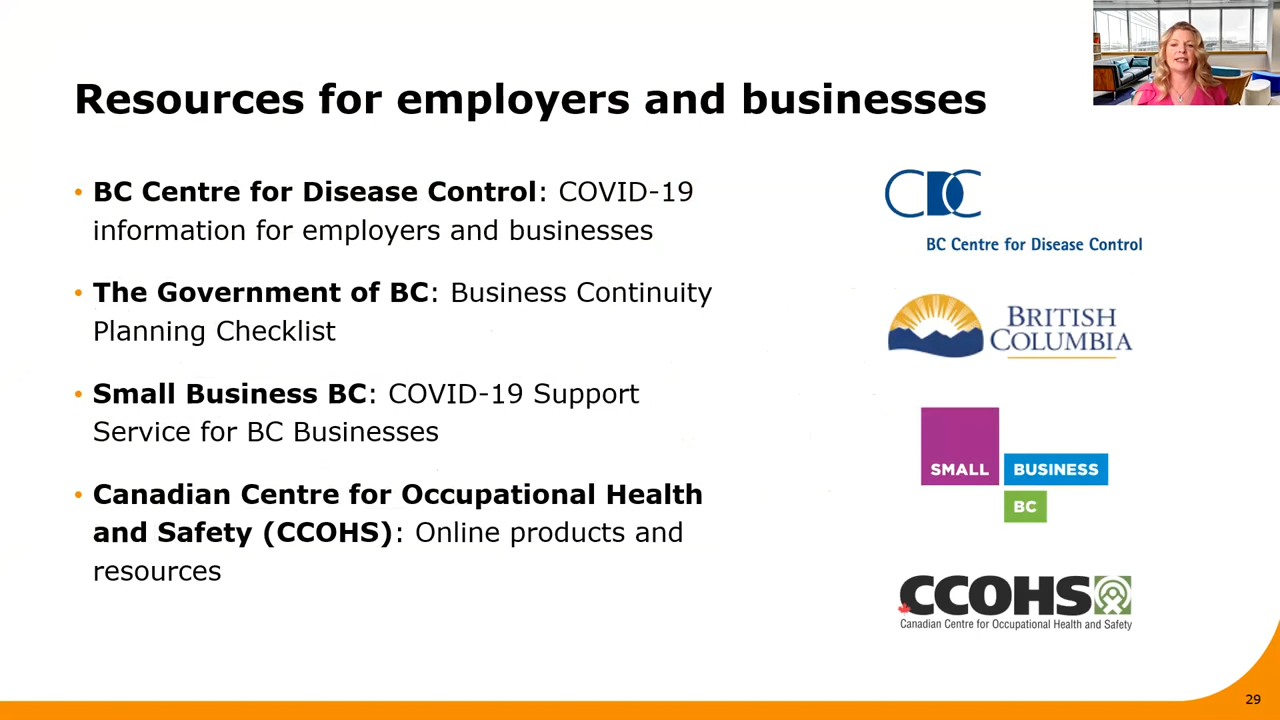 Resources for employers and businesses
• BC Centre for Disease Control: COVID-19
information for employers and businesses
• The Government of BC: Business Continuity
Planning Checklist
• Small Business BC: COVID-19 Support
Service for BC Businesses
• Canadian Centre for Occupational Health
and Safety (CCOHS): Online products and
resources
CDC
BC Centre for Disease Control
BRITISH
COLUMBIA
SMALL BUSINESS
BC
CCOHS
Canadian Centre for Occupational Health and Safety
29